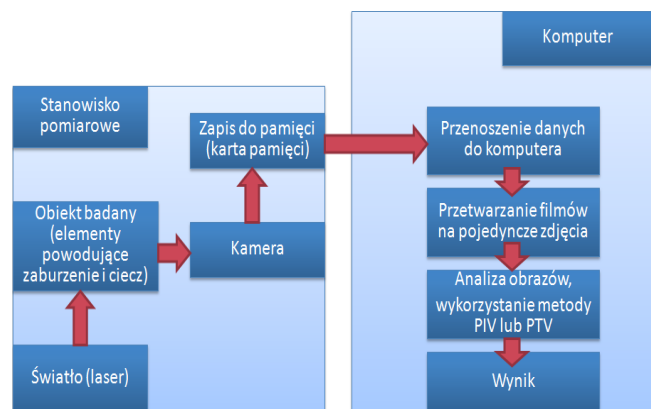 Stanowisko
pomiarowe
Obiekt badany
(elementy
powodujące
zaburzenie i ciecz)
Światło (laser)
Zapis do pamięci
(karta pamięci)
Kamera
Komputer
Przenoszenie danych
do komputera
Przetwarzanie filmów
na pojedyncze zdjęcia
Analiza obrazów,
wykorzystanie metody
PIV lub PTV
Wynik